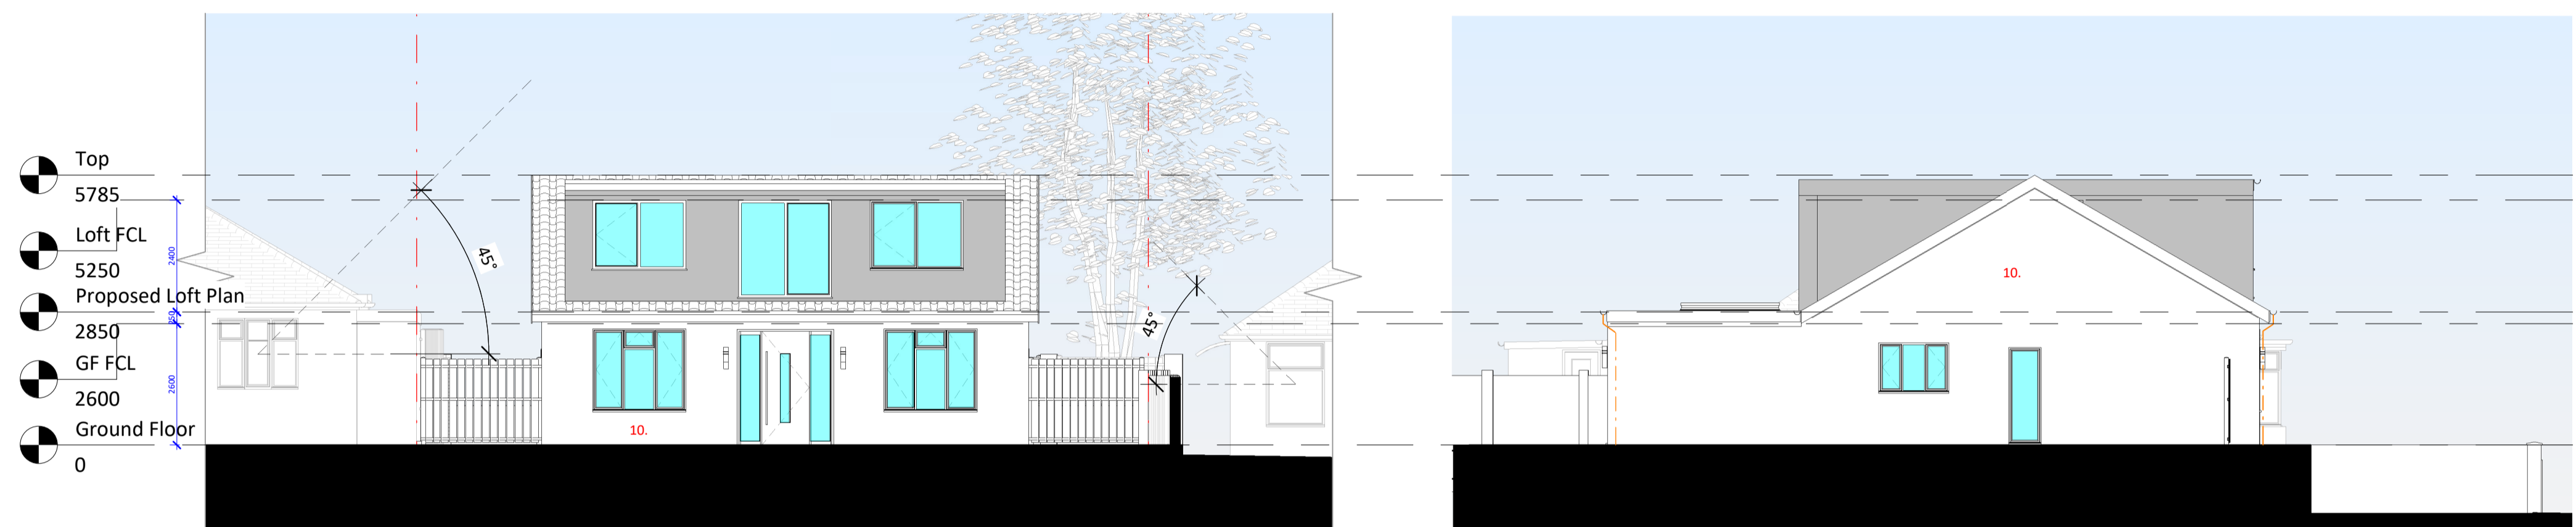 Top
5785
Loft FCL
5250
Proposed Loft Plan
2850
GF FCL
2600
Ground Floor
0
2400
250
2600
45°
45°
10.
10.